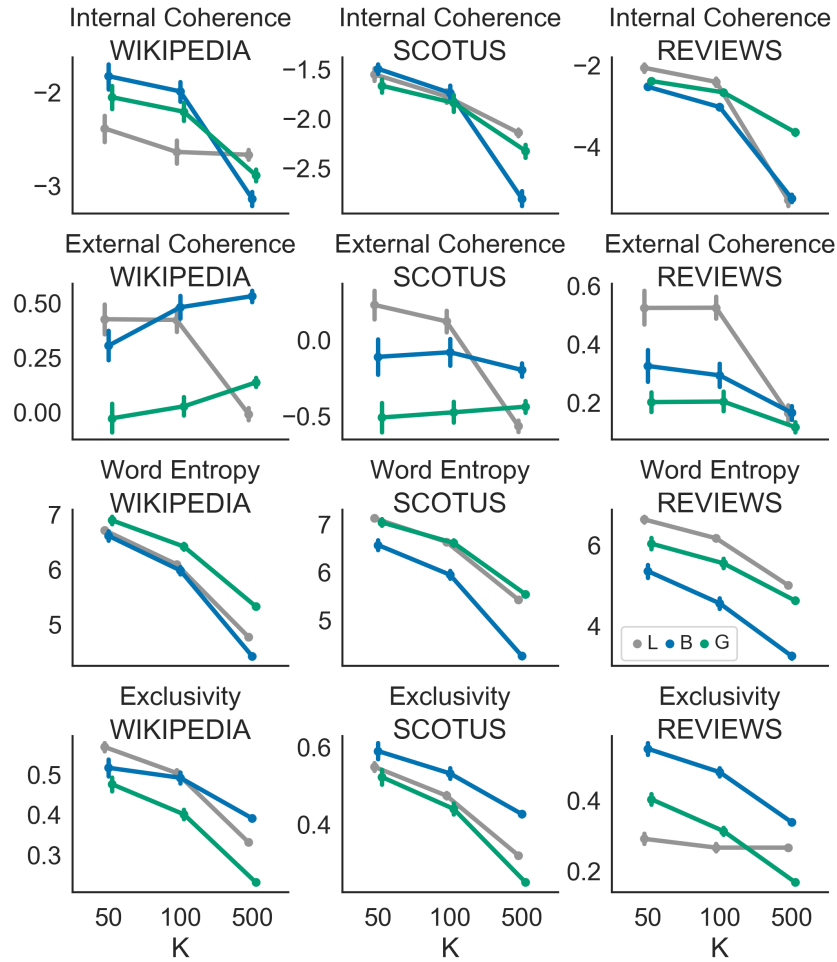 Internal Coherence
WIKIPEDIA
−2
−3
Internal Coherence
SCOTUS
−1.5
−2.0
−2.5
Internal Coherence
REVIEWS
−2
−4
External Coherence
WIKIPEDIA
0.50
0.25
0.00
External Coherence
SCOTUS
0.0
−0.5
External Coherence
REVIEWS
0.6
0.4
0.2
Word Entropy
WIKIPEDIA
7
6
5
Word Entropy
SCOTUS
7
6
5
Word Entropy
REVIEWS
6
4
L B G
Exclusivity
WIKIPEDIA
0.5
0.4
0.3
50 100 500
K
Exclusivity
SCOTUS
0.6
0.4
50 100 500
K
Exclusivity
REVIEWS
0.4
0.2
50 100 500
K